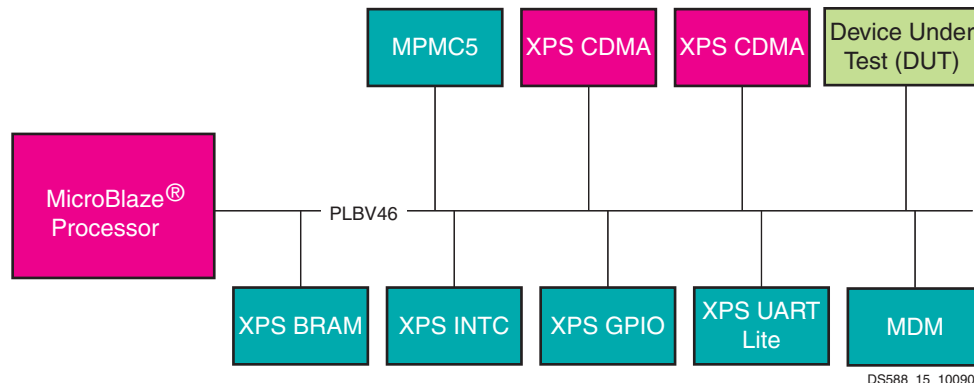 MPMC5
XPS CDMA
XPS CDMA
Device Under
Test (DUT)
MicroBlaze®
Processor
PLBV46
XPS BRAM
XPS INTC
XPS GPIO
XPS UART
Lite
MDM
DS588_15_10090